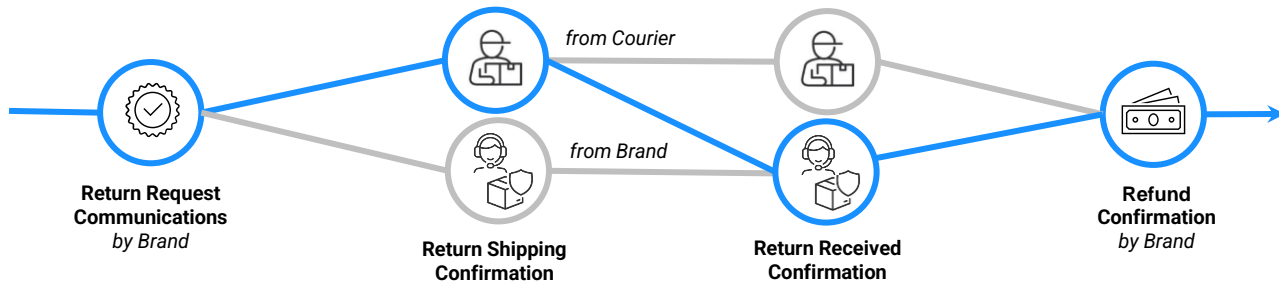 from Courier
from Brand
Return Request
Communications
by Brand
Return Shipping
Confirmation
Return Received
Confirmation
Refund
Confirmation
by Brand